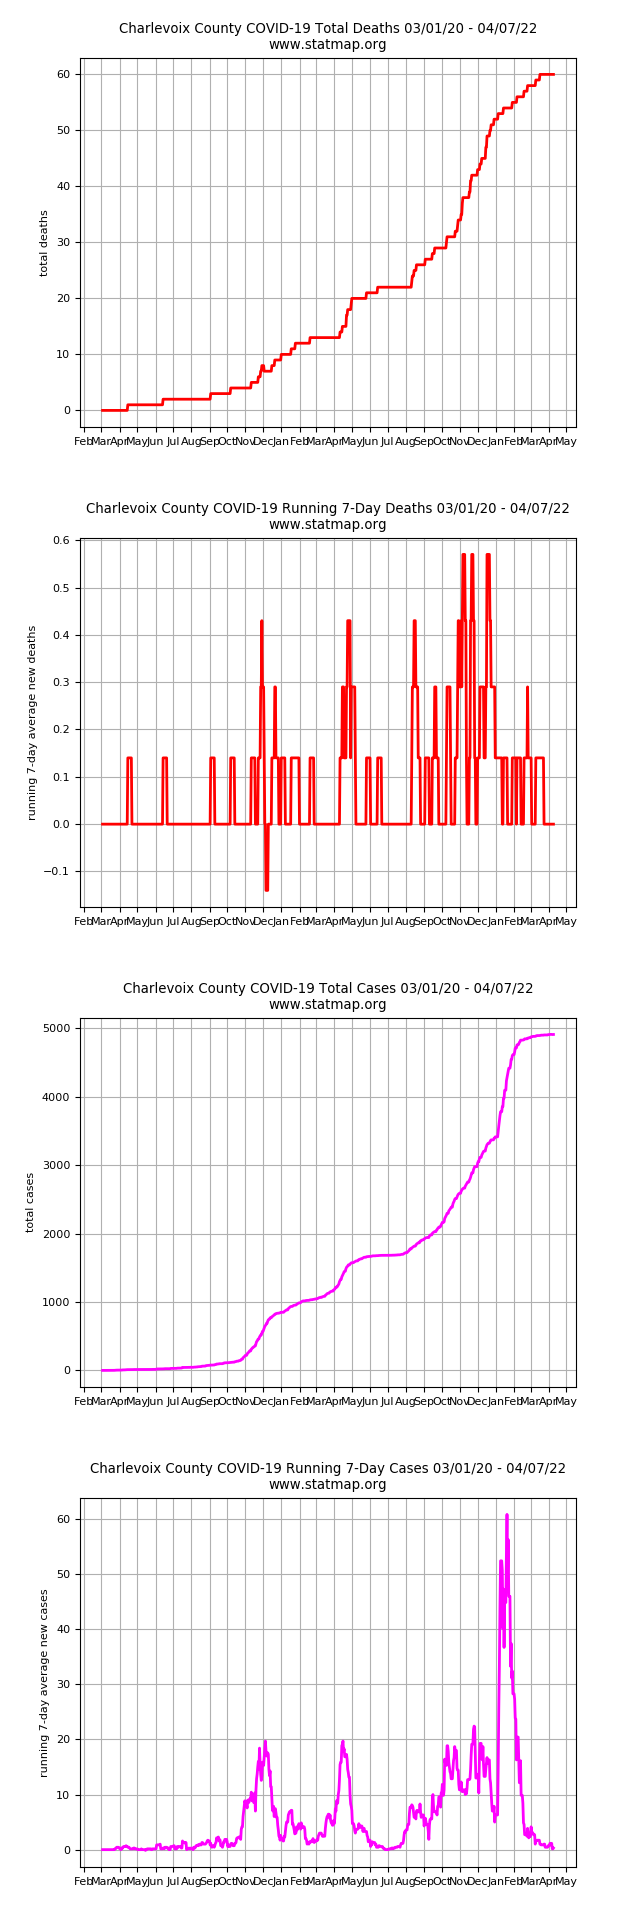 Charlevoix County COVID-19 Total Deaths 03/01/20 - 04/07/22
www.statmap.org
60
50
40
30
20
10
0
total deaths
Feb Mar Apr May Jun Jul Aug Sep Oct Nov Dec Jan Feb Mar Apr May Jun Jul Aug Sep Oct Nov Dec Jan Feb Mar Apr May
Charlevoix County COVID-19 Running 7-Day Deaths 03/01/20 - 04/07/22
www.statmap.org
0.6
0.5
0.4
0.3
0.2
0.1
0.0
−0.1
running 7-day average new deaths
Feb Mar Apr May Jun Jul Aug Sep Oct Nov Dec Jan Feb Mar Apr May Jun Jul Aug Sep Oct Nov Dec Jan Feb Mar Apr May
Charlevoix County COVID-19 Total Cases 03/01/20 - 04/07/22
www.statmap.org
5000
4000
3000
2000
1000
0
total cases
Feb Mar Apr May Jun Jul Aug Sep Oct Nov Dec Jan Feb Mar Apr May Jun Jul Aug Sep Oct Nov Dec Jan Feb Mar Apr May
Charlevoix County COVID-19 Running 7-Day Cases 03/01/20 - 04/07/22
www.statmap.org
60
50
40
30
20
10
0
running 7-day average new cases
Feb Mar Apr May Jun Jul Aug Sep Oct Nov Dec Jan Feb Mar Apr May Jun Jul Aug Sep Oct Nov Dec Jan Feb Mar Apr May